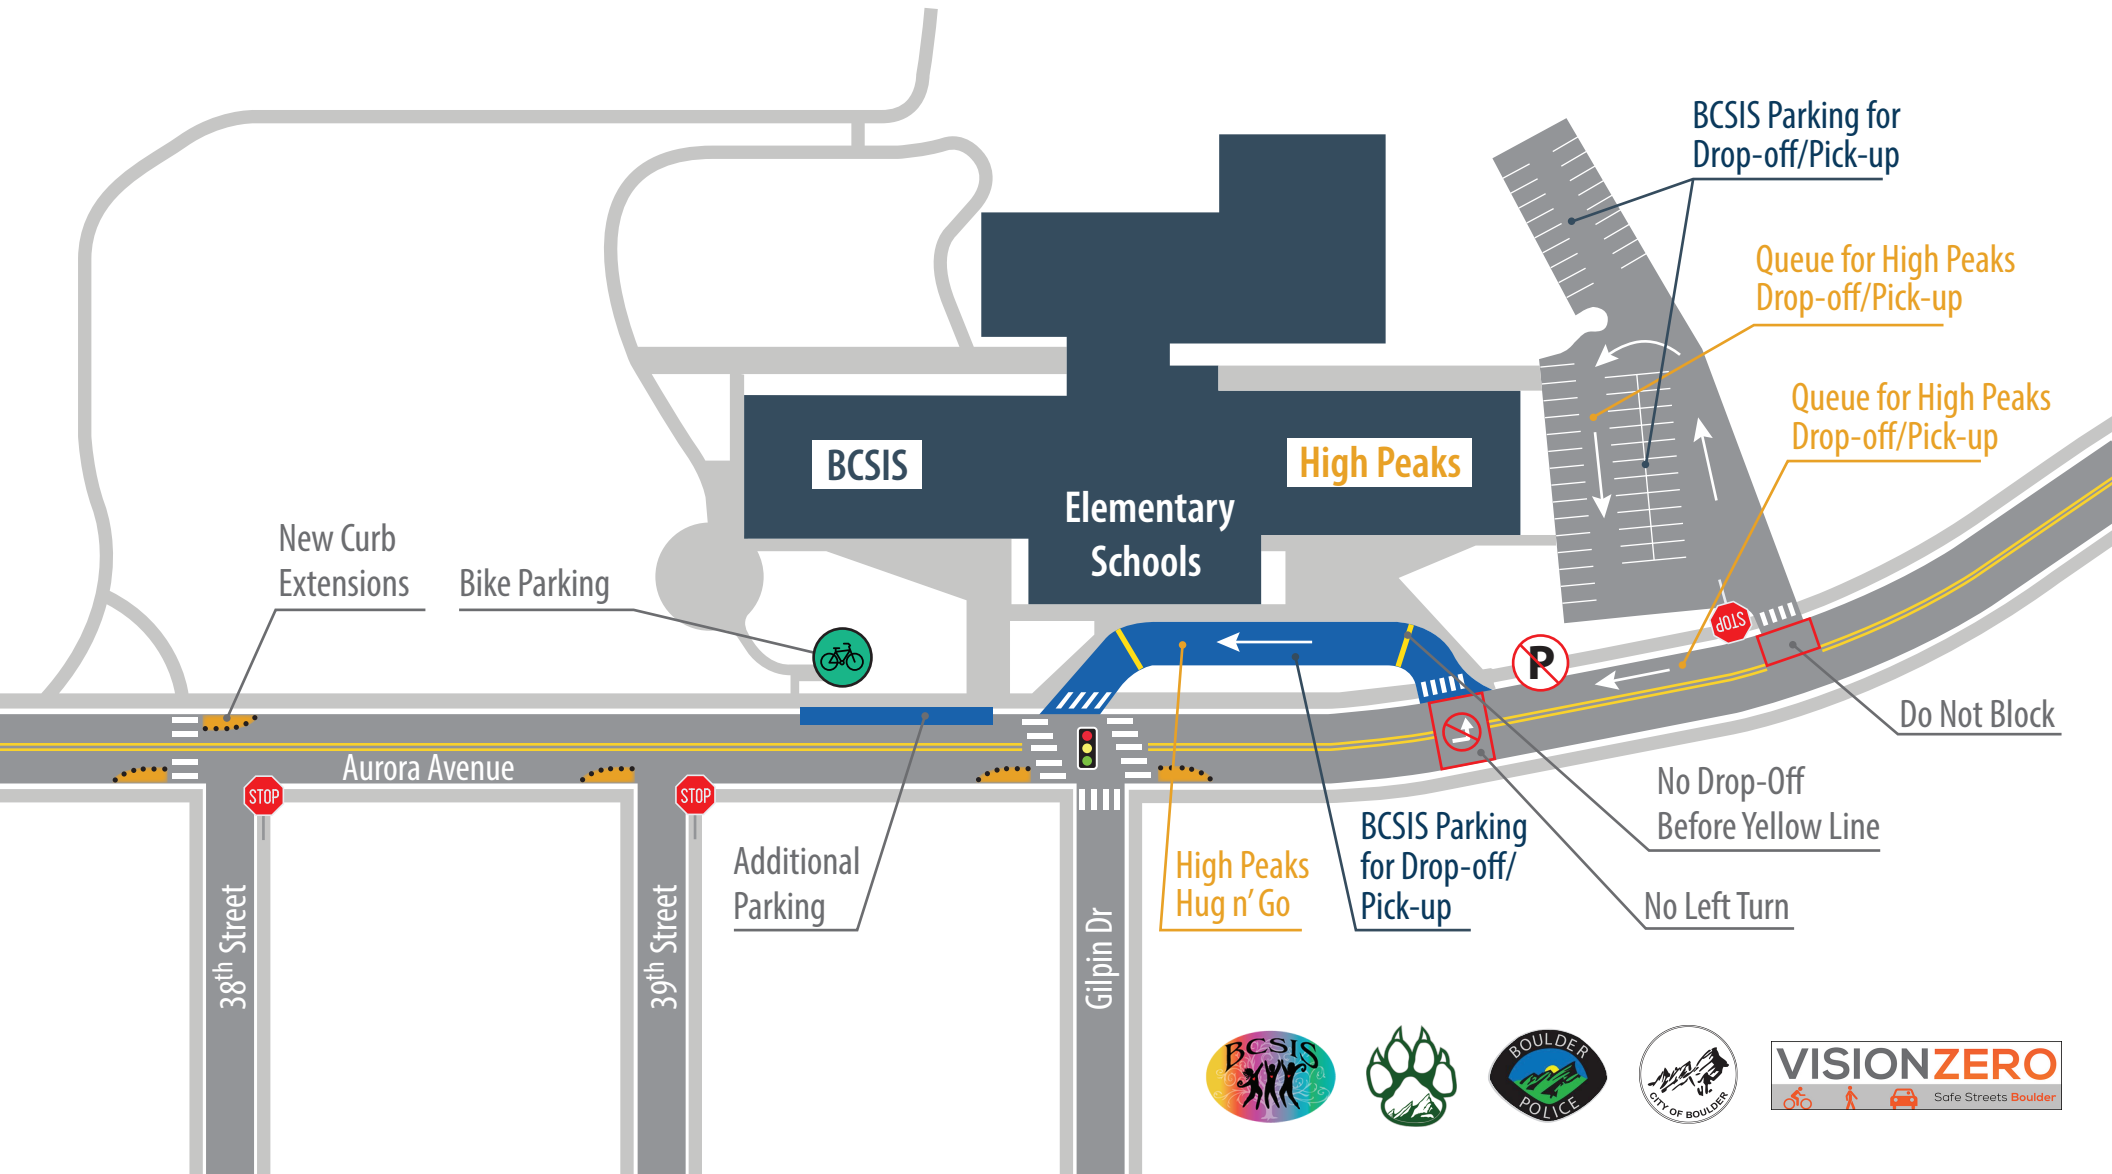 BCSIS Parking for
Drop-off/Pick-up
Queue for High Peaks
Drop-off/Pick-up
Queue for High Peaks
Drop-off/Pick-up
BCSIS
High Peaks
Elementary
Schools
New Curb
Extensions
Bike Parking
STOP
P
Do Not Block
Aurora Avenue
STOP
STOP
No Drop-Off
Before Yellow Line
Additional
Parking
High Peaks
Hug n' Go
BCSIS Parking
for Drop-off/
Pick-up
No Left Turn
38th Street
39th Street
Gilpin Dr
BCSIS
BOULDER
POLICE
CITY OF BOULDER
VISIONZERO
Safe Streets Boulder